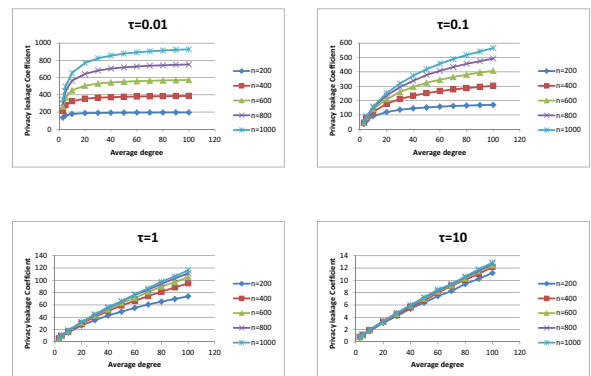 τ=0.01
Privacy leakage Coefficient
1000
800
600
400
200
0
0 20 40 60 80 100 120
Average degree
n=200
n=400
n=600
n=800
n=1000
τ=0.1
Privacy leakage Coefficient
600
500
400
300
200
100
0
0 20 40 60 80 100 120
Average degree
n=200
n=400
n=600
n=800
n=1000
τ=1
Privacy leakage Coefficient
140
120
100
80
60
40
20
0
0 20 40 60 80 100 120
Average degree
n=200
n=400
n=600
n=800
n=1000
τ=10
Privacy leakage Coefficient
14
12
10
8
6
4
2
0
0 20 40 60 80 100 120
Average degree
n=200
n=400
n=600
n=800
n=1000